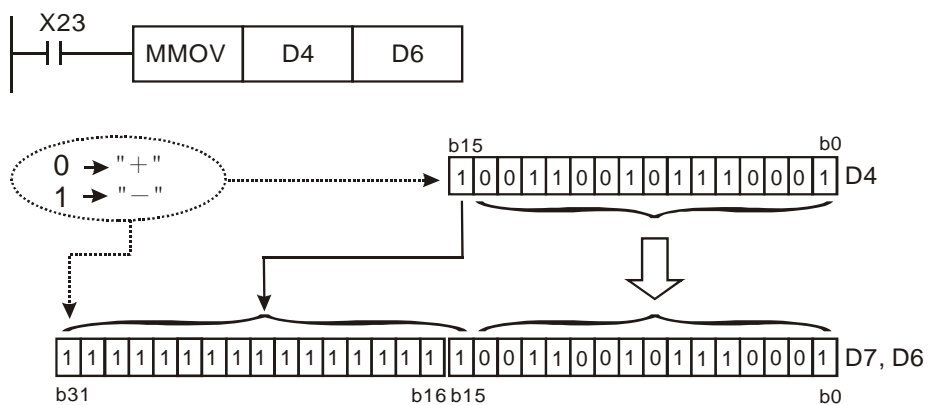 X23
MMOV D4 D6
0 → "+"
1 → "−"
b15 b0
1 0 0 1 1 0 0 1 0 1 1 1 0 0 0 1 D4
1 1 1 1 1 1 1 1 1 1 1 1 1 1 1 1 1 0 0 1 1 0 0 1 0 1 1 1 0 0 0 1 D7, D6
b31 b16 b15 b0